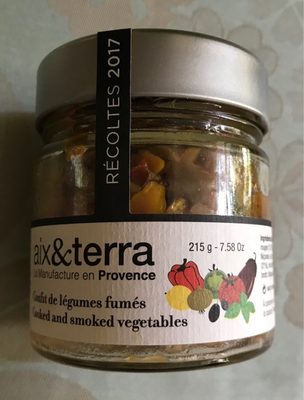 RÉCOLTES 2017
aix&terra
La Manufacture en Provence
215 g - 7.58 Oz
Confit de légumes fumés
Cooked and smoked vegetables